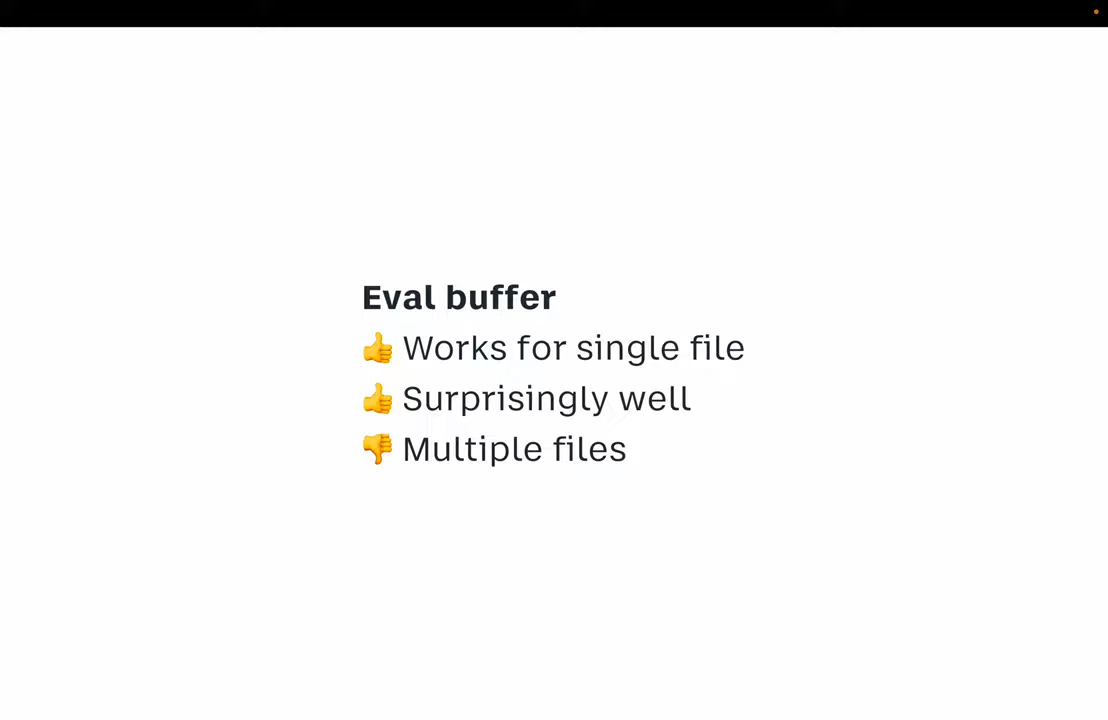 Eval buffer
👍 Works for single file
👍 Surprisingly well
👎 Multiple files